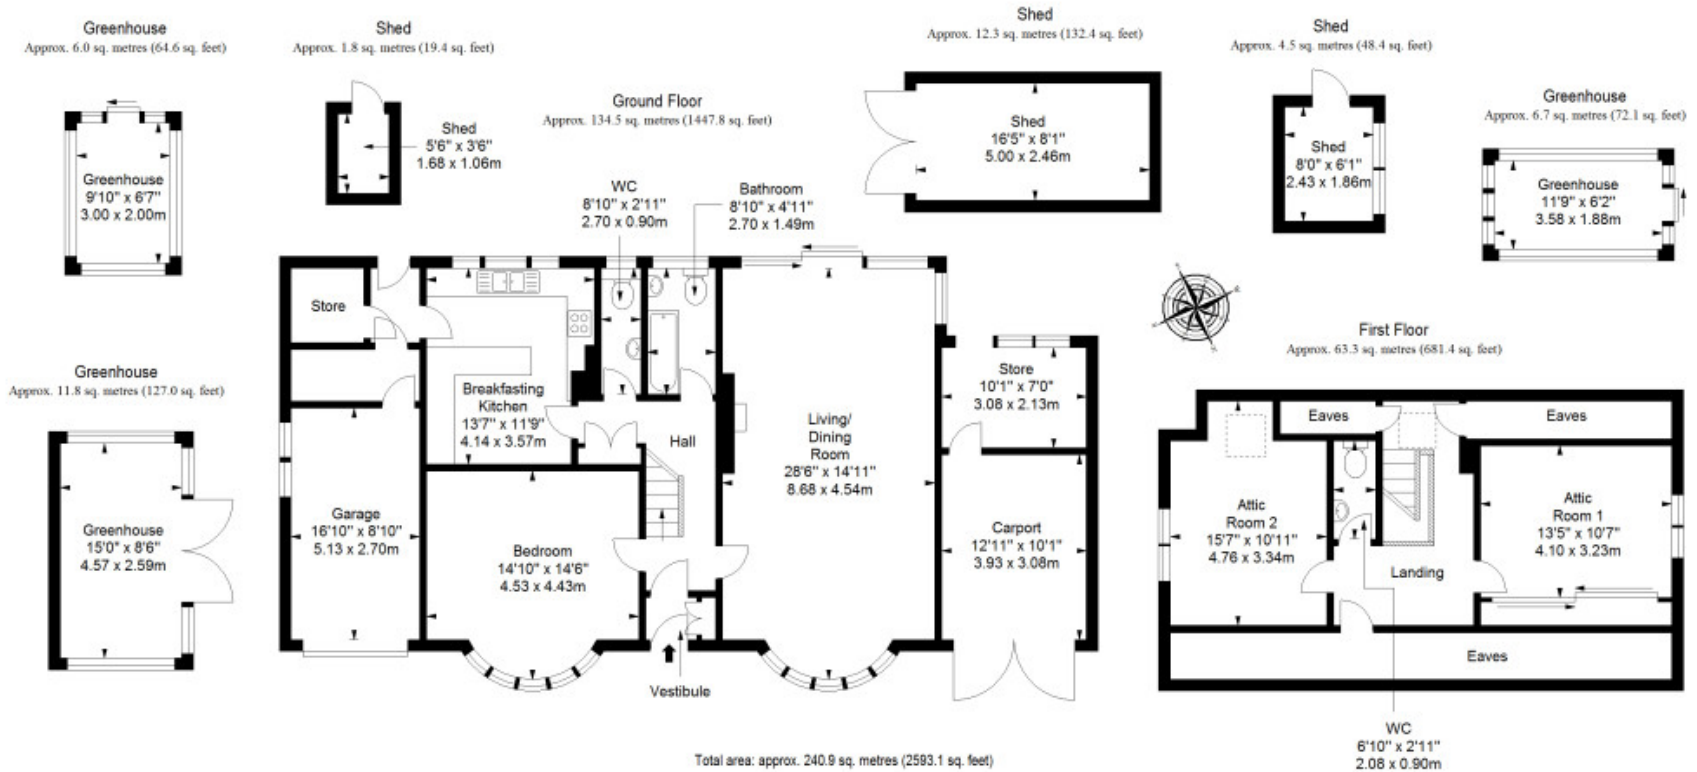 Greenhouse
Approx. 6.0 sq. metres (64.6 sq. feet)
Greenhouse
9'10" x 6'7"
3.00 x 2.00m
Shed
Approx. 1.8 sq. metres (19.4 sq. feet)
Shed
5'6" x 3'6"
1.68 x 1.06m
Shed
Approx. 12.3 sq. metres (132.4 sq. feet)
Shed
16'5" x 8'1"
5.00 x 2.46m
Shed
Approx. 4.5 sq. metres (48.4 sq. feet)
Shed
8'0" x 6'1"
2.43 x 1.86m
Greenhouse
Approx. 6.7 sq. metres (72.1 sq. feet)
Greenhouse
11'9" x 6'2"
3.58 x 1.88m
Greenhouse
Approx. 11.8 sq. metres (127.0 sq. feet)
Greenhouse
15'0" x 8'6"
4.57 x 2.59m
Ground Floor
Approx. 134.5 sq. metres (1447.8 sq. feet)
WC
8'10" x 2'11"
2.70 x 0.90m
Bathroom
8'10" x 4'11"
2.70 x 1.49m
Store
Breakfasting
Kitchen
13'7" x 11'9"
4.14 x 3.57m
Hall
Living/
Dining
Room
28'6" x 14'11"
8.68 x 4.54m
Store
10'1" x 7'0"
3.08 x 2.13m
Garage
16'10" x 8'10"
5.13 x 2.70m
Bedroom
14'10" x 14'6"
4.53 x 4.43m
Carport
12'11" x 10'1"
3.93 x 3.08m
Vestibule
First Floor
Approx. 63.3 sq. metres (681.4 sq. feet)
Eaves
Eaves
Attic
Room 2
15'7" x 10'11"
4.76 x 3.34m
Attic
Room 1
13'5" x 10'7"
4.10 x 3.23m
Landing
Eaves
WC
6'10" x 2'11"
2.08 x 0.90m
Total area: approx. 240.9 sq. metres (2593.1 sq. feet)